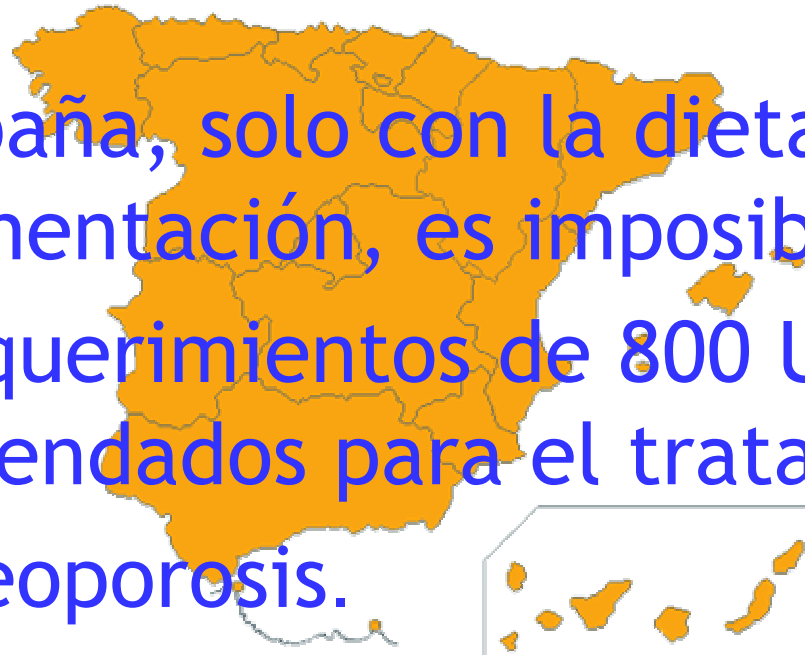 paña, solo con la dieta
mentación, es imposib
querimientos de 800 U
endados para el trata
eoporosis.